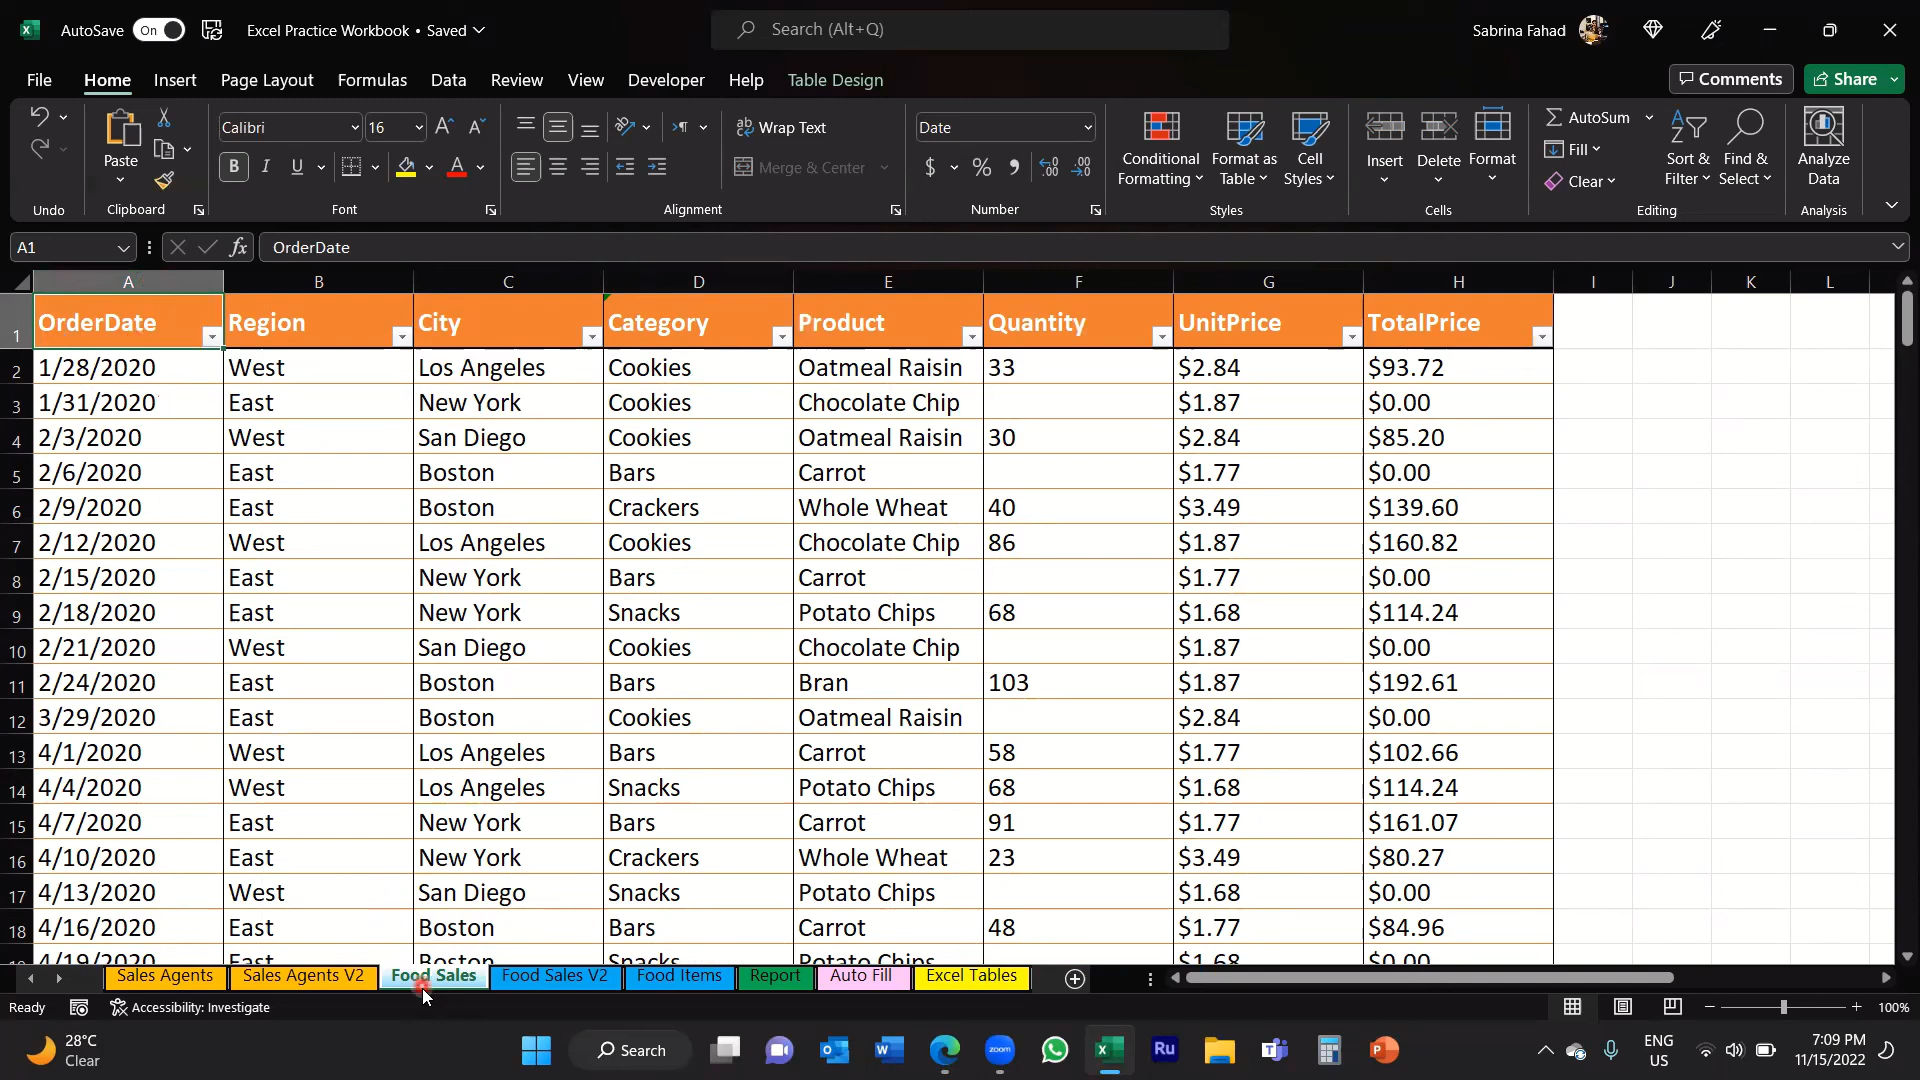 AutoSave On Excel Practice Workbook • Saved Search (Alt+Q) Sabrina Fahad
File Home Insert Page Layout Formulas Data Review View Developer Help Table Design Comments Share
Paste Calibri 16 Wrap Text Date Conditional Formatting Format as Table Cell Styles Insert Delete Format AutoSum Sort & Filter Find & Select Analyze Data
B I U Merge & Center $ % Fill Clear
Undo Clipboard Font Alignment Number Styles Cells Editing Analysis
A1 fx OrderDate
A B C D E F G H I J K L
1 OrderDate Region City Category Product Quantity UnitPrice TotalPrice
2 1/28/2020 West Los Angeles Cookies Oatmeal Raisin 33 $2.84 $93.72
3 1/31/2020 East New York Cookies Chocolate Chip $1.87 $0.00
4 2/3/2020 West San Diego Cookies Oatmeal Raisin 30 $2.84 $85.20
5 2/6/2020 East Boston Bars Carrot $1.77 $0.00
6 2/9/2020 East Boston Crackers Whole Wheat 40 $3.49 $139.60
7 2/12/2020 West Los Angeles Cookies Chocolate Chip 86 $1.87 $160.82
8 2/15/2020 East New York Bars Carrot $1.77 $0.00
9 2/18/2020 East New York Snacks Potato Chips 68 $1.68 $114.24
10 2/21/2020 West San Diego Cookies Chocolate Chip $1.87 $0.00
11 2/24/2020 East Boston Bars Bran 103 $1.87 $192.61
12 3/29/2020 East Boston Cookies Oatmeal Raisin $2.84 $0.00
13 4/1/2020 West Los Angeles Bars Carrot 58 $1.77 $102.66
14 4/4/2020 West Los Angeles Snacks Potato Chips 68 $1.68 $114.24
15 4/7/2020 East New York Bars Carrot 91 $1.77 $161.07
16 4/10/2020 East New York Crackers Whole Wheat 23 $3.49 $80.27
17 4/13/2020 West San Diego Snacks Potato Chips $1.68 $0.00
18 4/16/2020 East Boston Bars Carrot 48 $1.77 $84.96
4/19/2020 East Boston Snacks Potato Chips $1.68 $0.00
Sales Agents Sales Agents V2 Food Sales Food Sales V2 Food Items Report Auto Fill Excel Tables
Ready Accessibility: Investigate 100%
28°C Clear Search ENG US 7:09 PM 11/15/2022